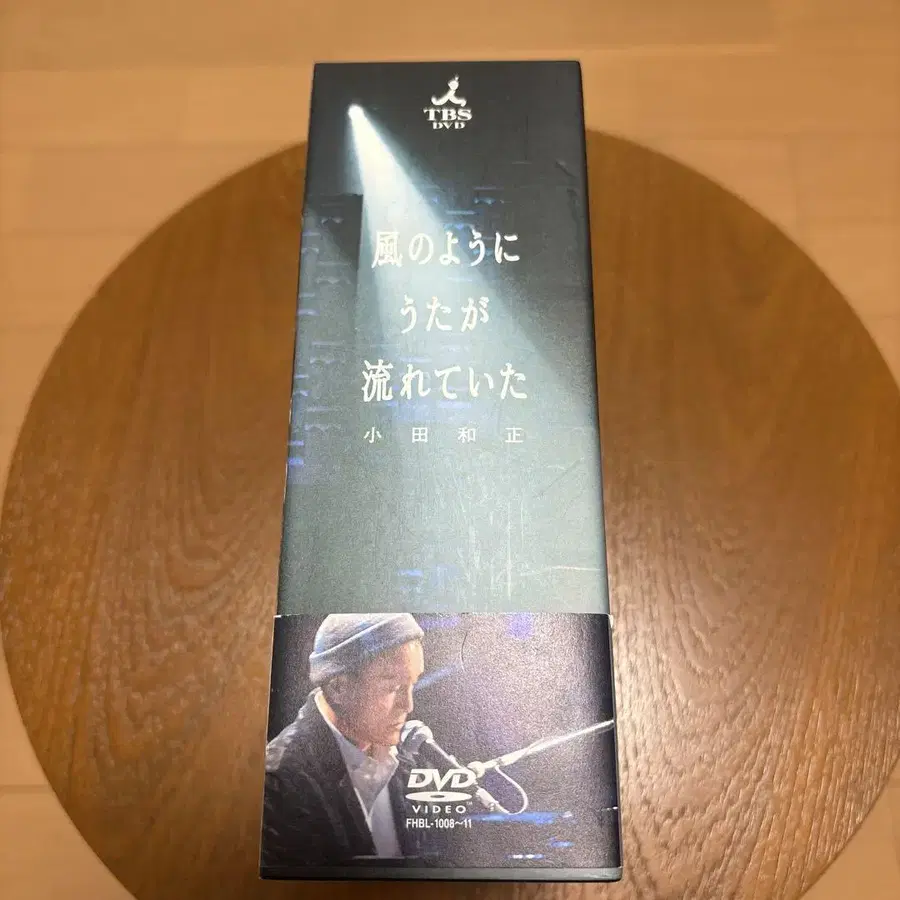 TBS
DVD
風のように
うたが
流れていた
小田和正
DVD
VIDEO™
FHBL-1008〜11